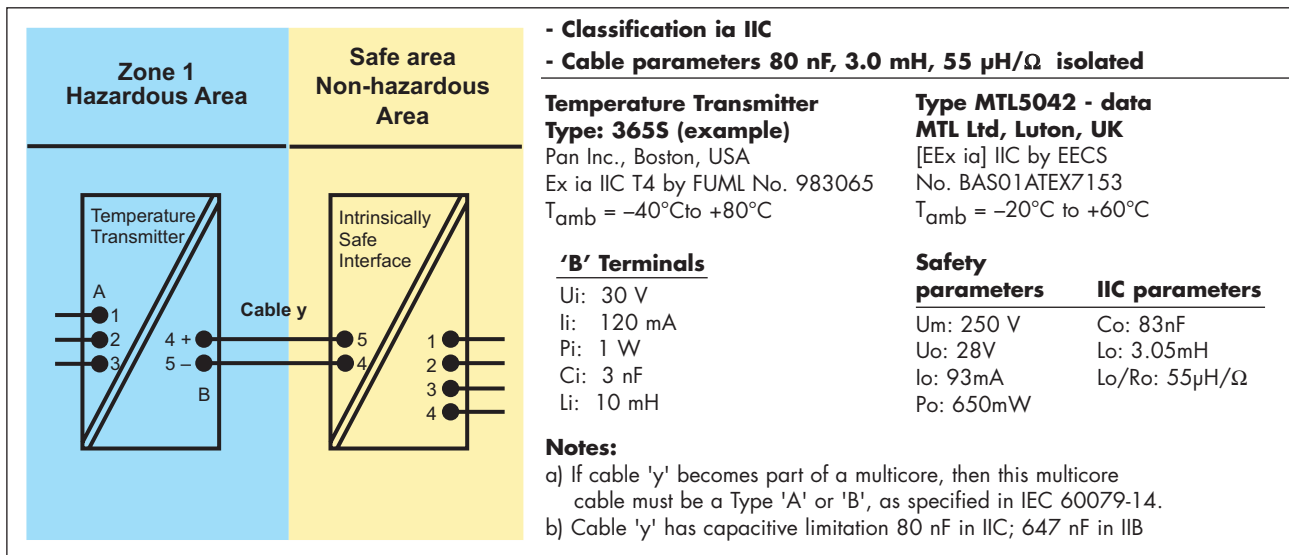 Zone 1
Hazardous Area
Safe area
Non-hazardous
Area
Temperature
Transmitter
A
1
2
3
4 +
5 –
B
Cable y
Intrinsically
Safe
Interface
5
4
1
2
3
4
- Classification ia IIC
- Cable parameters 80 nF, 3.0 mH, 55 µH/Ω isolated
Temperature Transmitter
Type: 365S (example)
Pan Inc., Boston, USA
Ex ia IIC T4 by FUML No. 983065
Tamb = –40°Cto +80°C
'B' Terminals
Ui: 30 V
Ii: 120 mA
Pi: 1 W
Ci: 3 nF
Li: 10 mH
Type MTL5042 - data
MTL Ltd, Luton, UK
[EEx ia] IIC by EECS
No. BAS01ATEX7153
Tamb = –20°C to +60°C
Safety
parameters
Um: 250 V
Uo: 28V
Io: 93mA
Po: 650mW
IIC parameters
Co: 83nF
Lo: 3.05mH
Lo/Ro: 55µH/Ω
Notes:
a) If cable 'y' becomes part of a multicore, then this multicore
cable must be a Type 'A' or 'B', as specified in IEC 60079-14.
b) Cable 'y' has capacitive limitation 80 nF in IIC; 647 nF in IIB